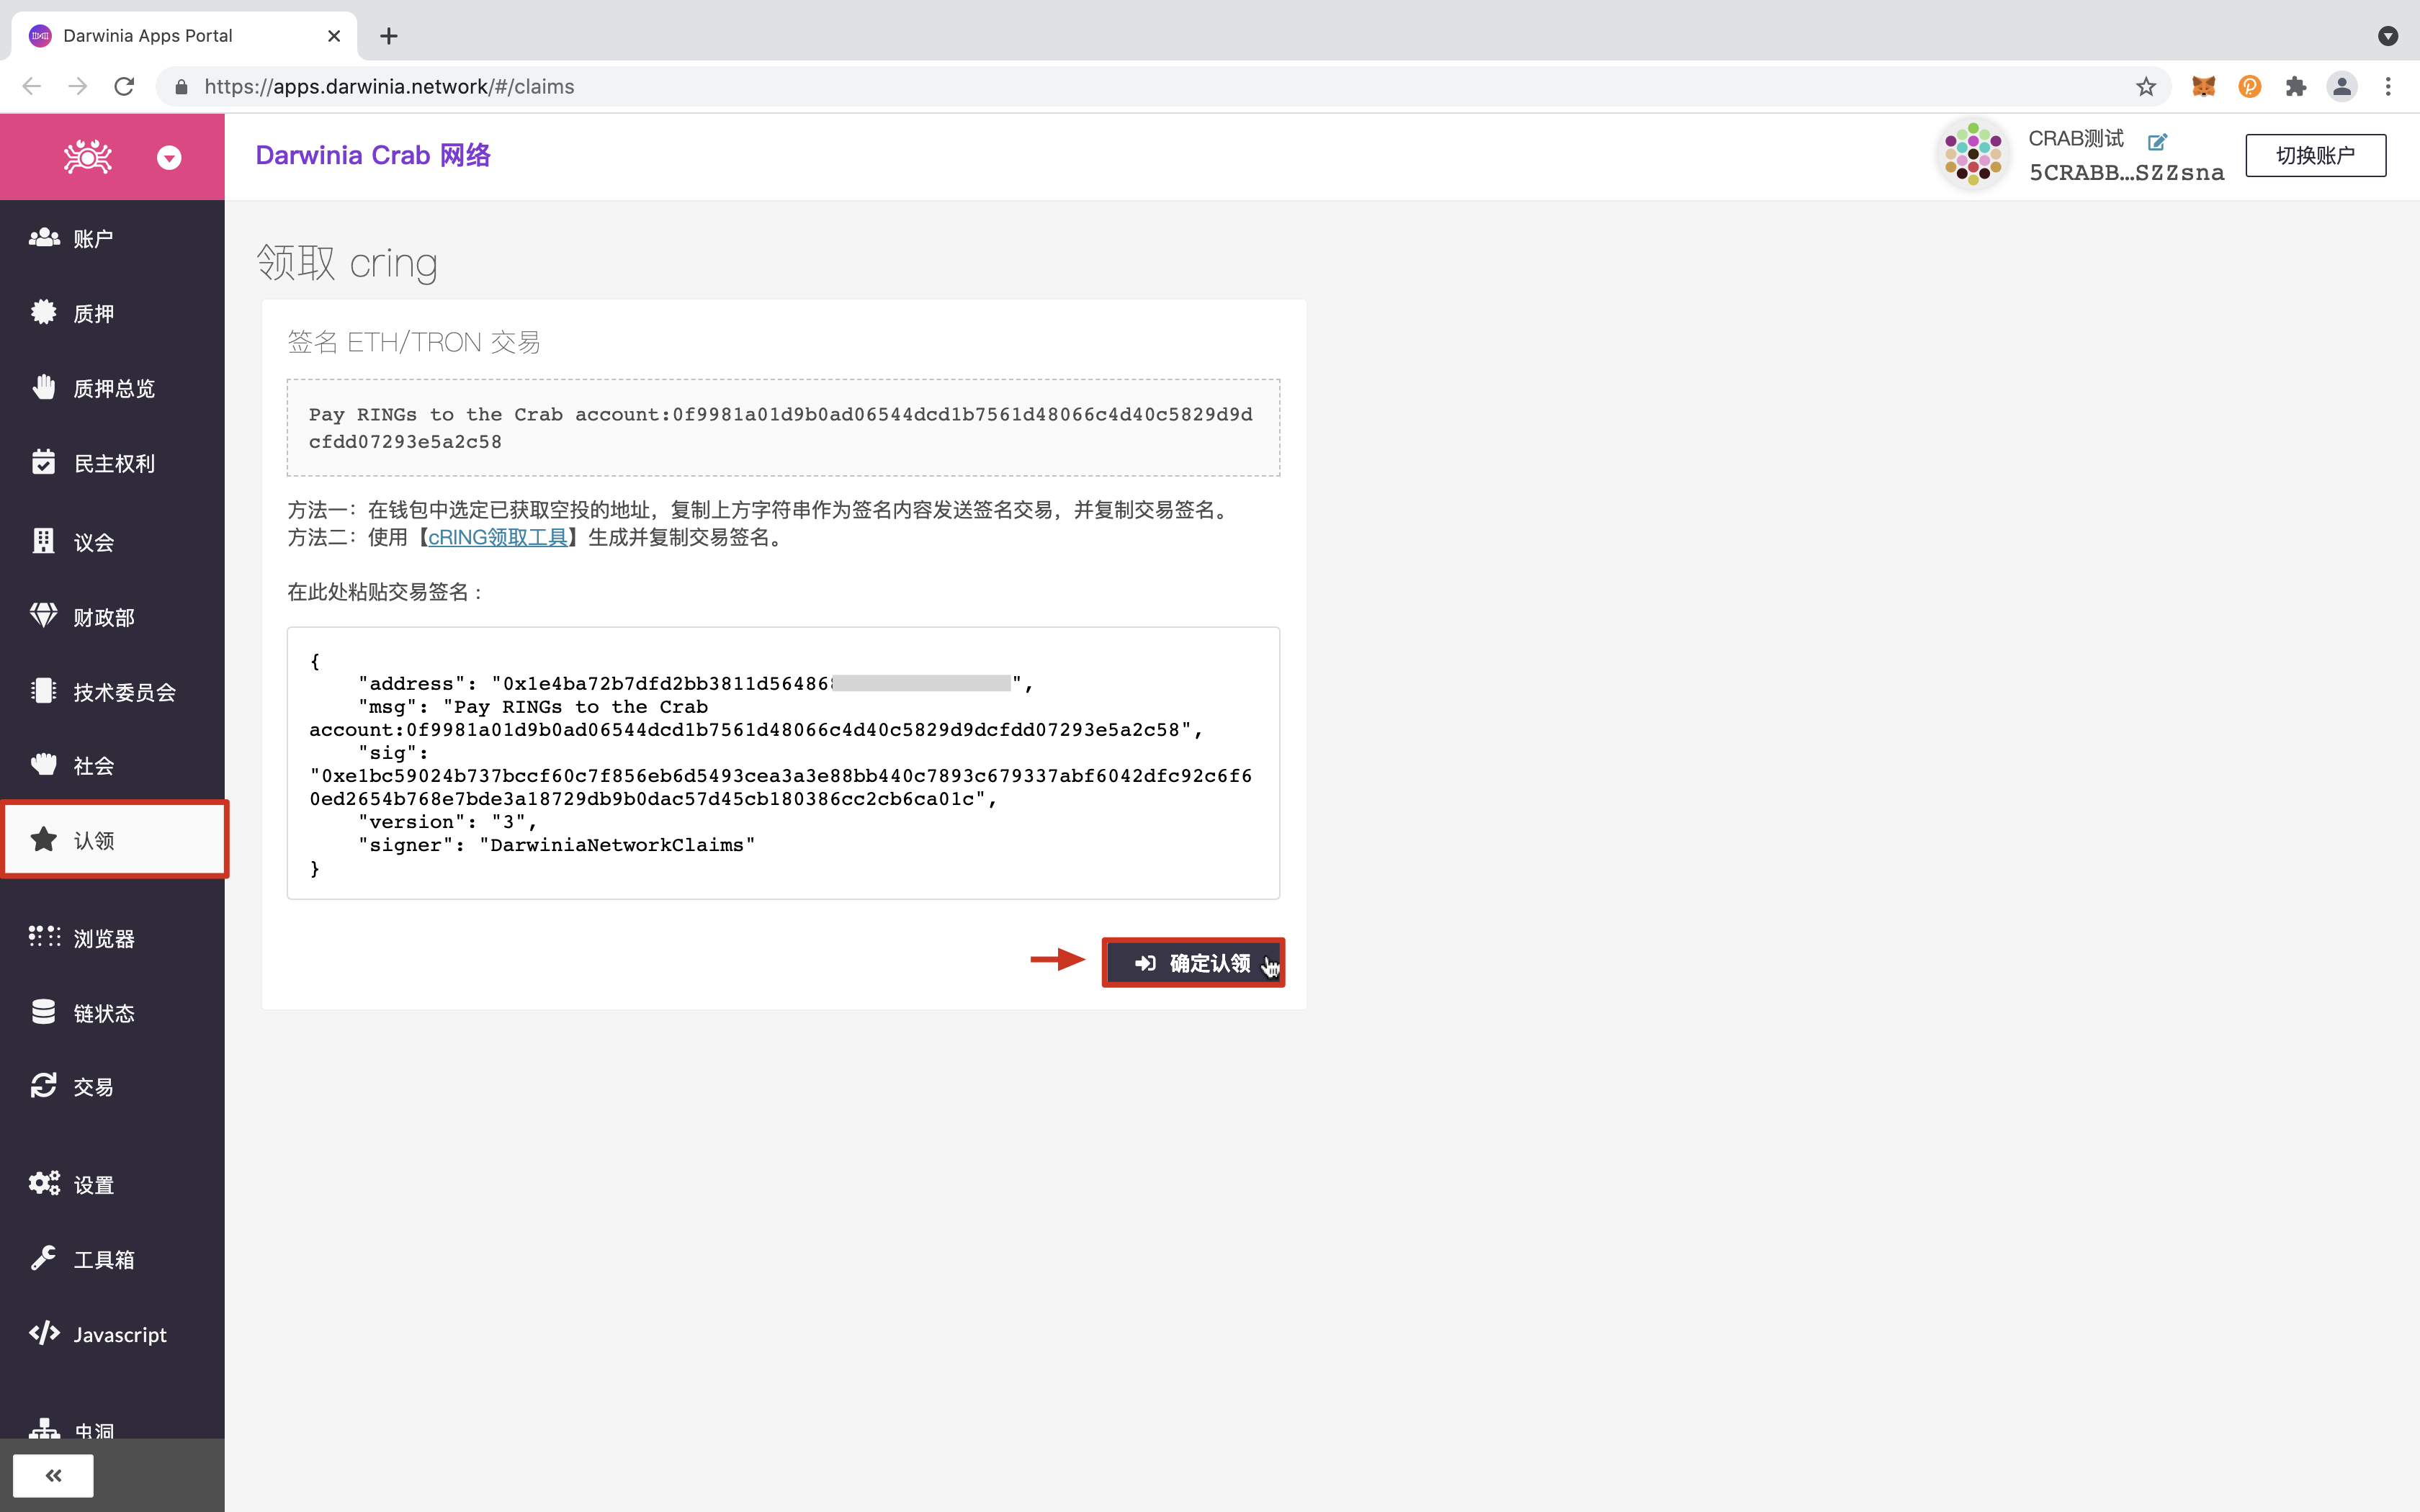 Darwinia Apps Portal
https://apps.darwinia.network/#/claims
Darwinia Crab 网络
CRAB测试
5CRABB...SZZsna
切换账户
账户
质押
质押总览
民主权利
议会
财政部
技术委员会
社会
认领
浏览器
链状态
交易
设置
工具箱
Javascript
虫洞
领取 cring
签名 ETH/TRON 交易
Pay RINGs to the Crab account:0f9981a01d9b0ad06544dcd1b7561d48066c4d40c5829d9d
cfdd07293e5a2c58
方法一：在钱包中选定已获取空投的地址，复制上方字符串作为签名内容发送签名交易，并复制交易签名。
方法二：使用【cRING领取工具】生成并复制交易签名。
在此处粘贴交易签名：
{
"address": "0x1e4ba72b7dfd2bb3811d56486 ",
"msg": "Pay RINGs to the Crab
account:0f9981a01d9b0ad06544dcd1b7561d48066c4d40c5829d9dcfdd07293e5a2c58",
"sig":
"0xe1bc59024b737bccf60c7f856eb6d5493cea3a3e88bb440c7893c679337abf6042dfc92c6f6
0ed2654b768e7bde3a18729db9b0dac57d45cb180386cc2cb6ca01c",
"version": "3",
"signer": "DarwiniaNetworkClaims"
}
确定认领